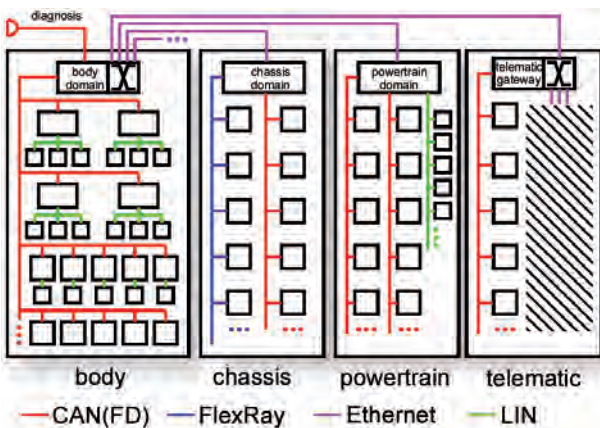 diagnosis
body
domain
chassis
domain
powertrain
domain
telematic
gateway
body
chassis
powertrain
telematic
CAN(FD)
FlexRay
Ethernet
LIN